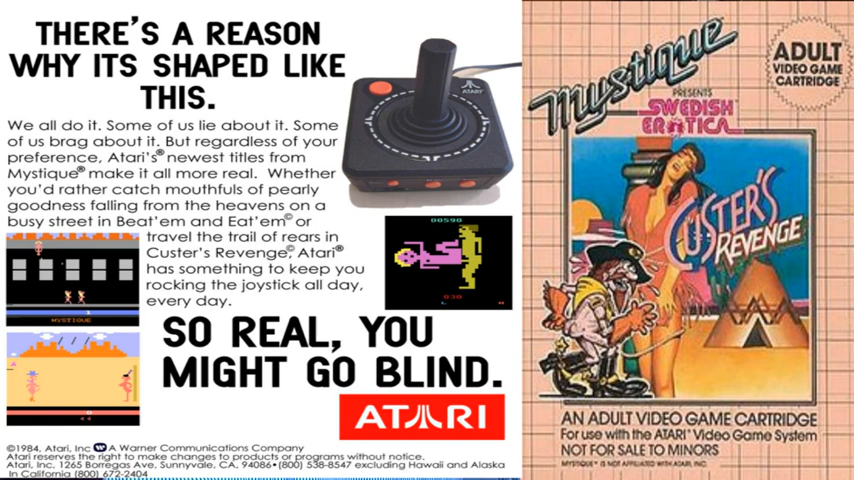 THERE'S A REASON
WHY ITS SHAPED LIKE
THIS.
We all do it. Some of us lie about it. Some
of us brag about it. But regardless of your
preference, Atari's® newest titles from
Mystique® make it all more real. Whether
you'd rather catch mouthfuls of pearly
goodness falling from the heavens on a
busy street in Beat'em and Eat'em© or
travel the trail of rears in
Custer's Revenge,© Atari®
has something to keep you
rocking the joystick all day,
every day.
SO REAL, YOU
MIGHT GO BLIND.
ATARI
©1984, Atari, Inc. A Warner Communications Company
Atari reserves the right to make changes to products or programs without notice.
Atari, Inc. 1265 Borregas Ave, Sunnyvale, CA. 94086•(800) 538-8547 excluding Hawaii and Alaska
In California (800) 672-2404
ATARI
00590
030
MYSTIQUE
Mystique
PRESENTS
SWEDISH
EROTICA
ADULT
VIDEO GAME
CARTRIDGE
CUSTER'S
REVENGE
AN ADULT VIDEO GAME CARTRIDGE
For use with the ATARI® Video Game System
NOT FOR SALE TO MINORS
MYSTIQUE® IS NOT AFFILIATED WITH ATARI, INC.